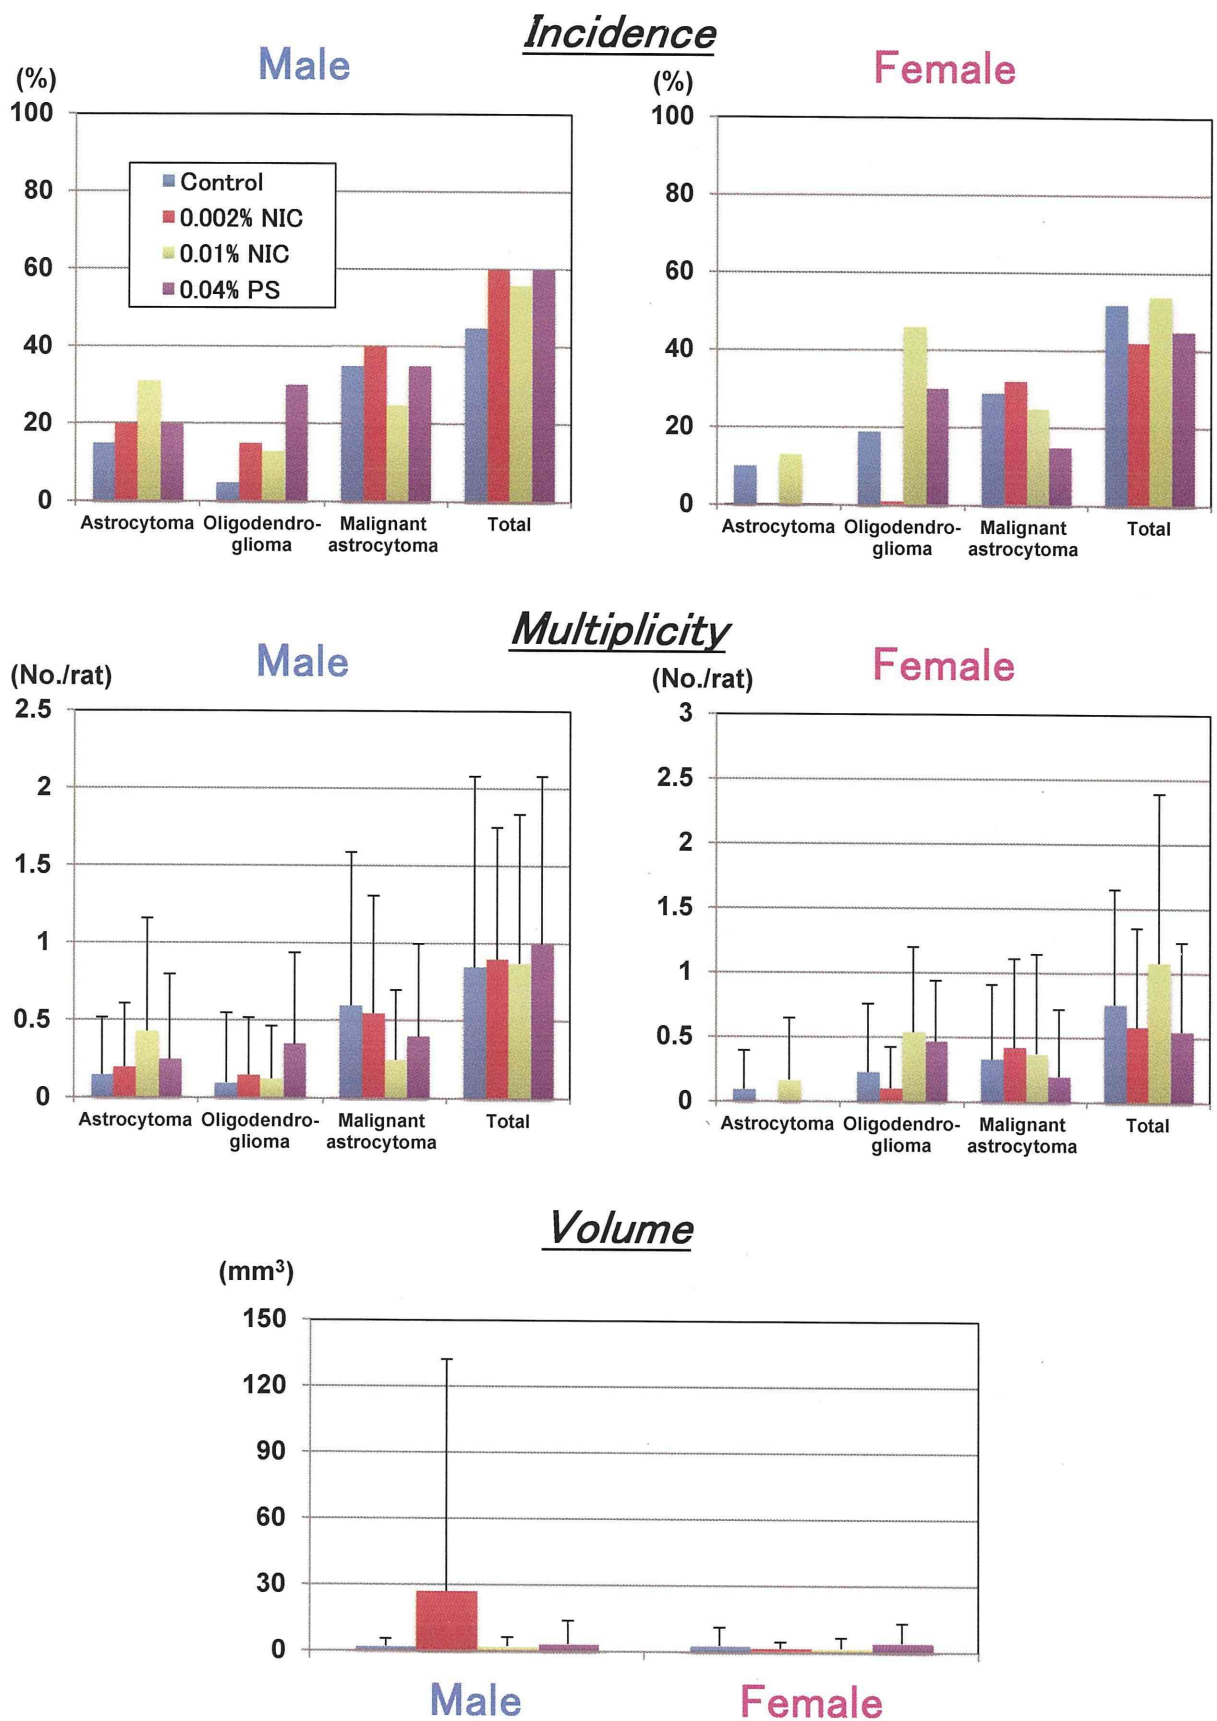 Incidence
Male
Female
(%)
100
80
60
40
20
0
Control
0.002% NIC
0.01% NIC
0.04% PS
Astrocytoma
Oligodendro-
glioma
Malignant
astrocytoma
Total
(%)
100
80
60
40
20
0
Astrocytoma
Oligodendro-
glioma
Malignant
astrocytoma
Total
Multiplicity
Male
Female
(No./rat)
2.5
2
1.5
1
0.5
0
Astrocytoma
Oligodendro-
glioma
Malignant
astrocytoma
Total
(No./rat)
3
2.5
2
1.5
1
0.5
0
Astrocytoma
Oligodendro-
glioma
Malignant
astrocytoma
Total
Volume
(mm³)
150
120
90
60
30
0
Male
Female